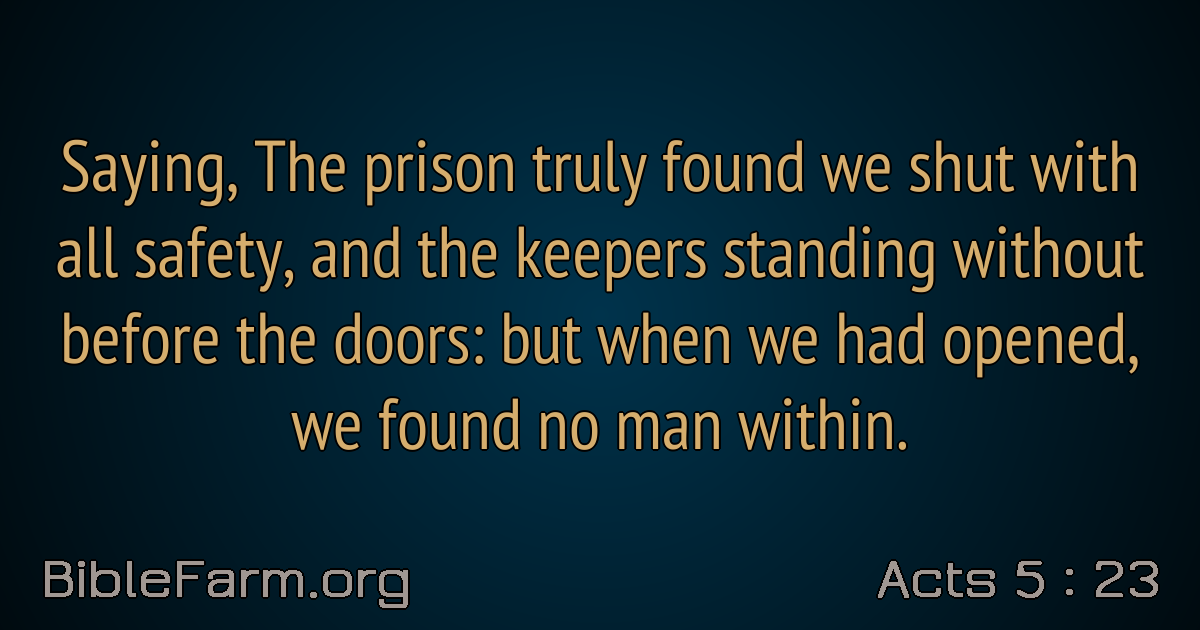 Saying, The prison truly found we shut with
all safety, and the keepers standing without
before the doors: but when we had opened,
we found no man within.
BibleFarm.org
Acts 5 : 23